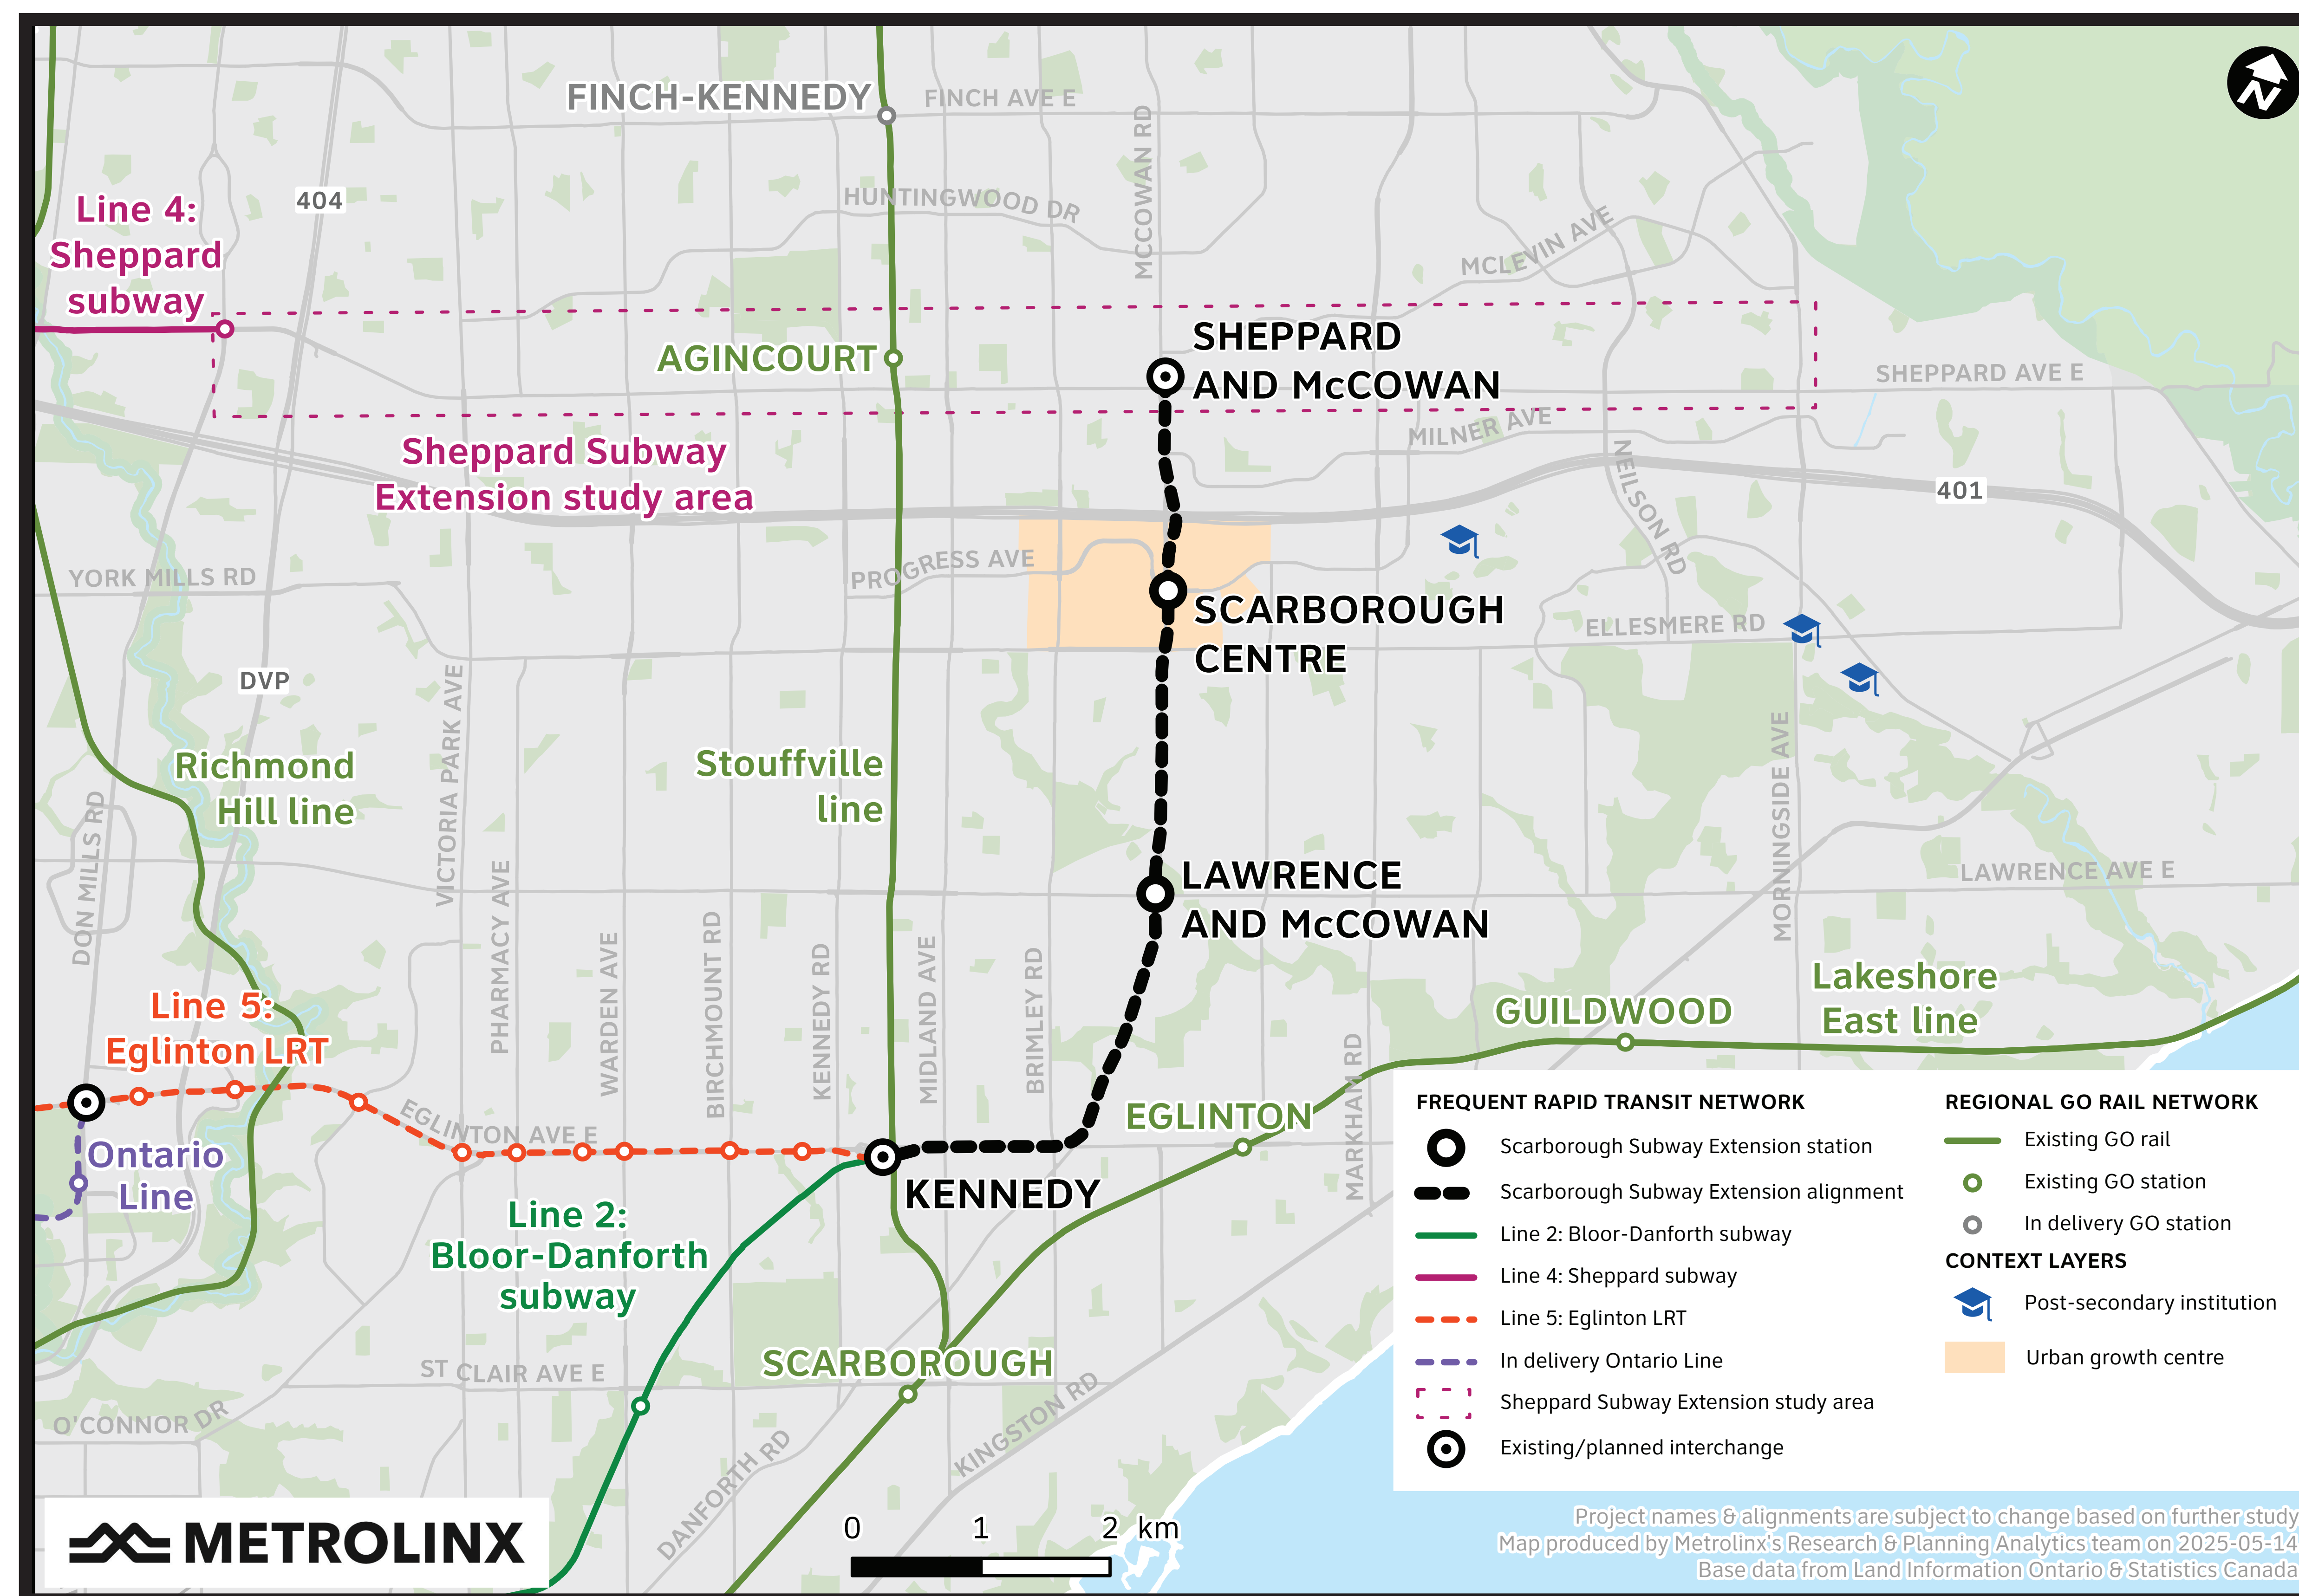 FINCH-KENNEDY
FINCH AVE E
N
MCCOWAN RD
404
HUNTINGWOOD DR
Line 4:
Sheppard
subway
MCLEVIN AVE
AGINCOURT
SHEPPARD
AND McCOWAN
SHEPPARD AVE E
MILNER AVE
Sheppard Subway
Extension study area
NEILSON RD
401
YORK MILLS RD
PROGRESS AVE
SCARBOROUGH
CENTRE
ELLESMERE RD
DVP
VICTORIA PARK AVE
Richmond
Hill line
Stouffville
line
MORNINGSIDE AVE
DON MILLS RD
PHARMACY AVE
WARDEN AVE
BIRCHMOUNT RD
KENNEDY RD
MIDLAND AVE
BRIMLEY RD
LAWRENCE
AND McCOWAN
LAWRENCE AVE E
Lakeshore
East line
GUILDWOOD
Line 5:
Eglinton LRT
EGLINTON AVE E
EGLINTON
MARKHAM RD
Ontario
Line
KENNEDY
Line 2:
Bloor-Danforth
subway
SCARBOROUGH
ST CLAIR AVE E
O'CONNOR DR
DANFORTH RD
KINGSTON RD
FREQUENT RAPID TRANSIT NETWORK
Scarborough Subway Extension station
Scarborough Subway Extension alignment
Line 2: Bloor-Danforth subway
Line 4: Sheppard subway
Line 5: Eglinton LRT
In delivery Ontario Line
Sheppard Subway Extension study area
Existing/planned interchange
REGIONAL GO RAIL NETWORK
Existing GO rail
Existing GO station
In delivery GO station
CONTEXT LAYERS
Post-secondary institution
Urban growth centre
METROLINX
0 1 2 km
Project names & alignments are subject to change based on further study
Map produced by Metrolinx's Research & Planning Analytics team on 2025-05-14
Base data from Land Information Ontario & Statistics Canada